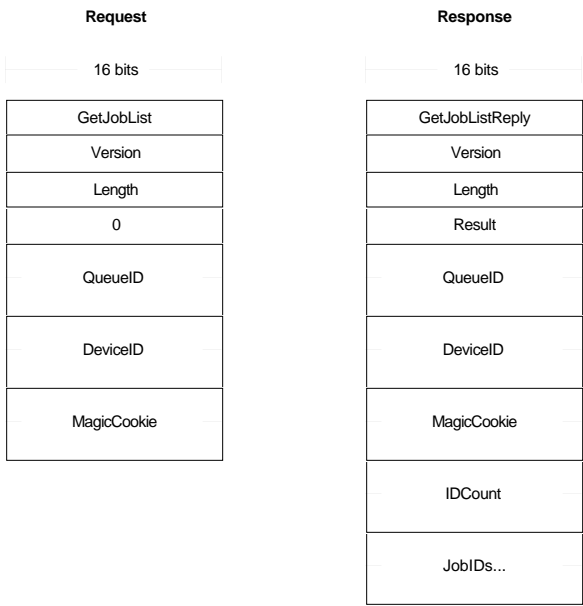 Request
16 bits
GetJobList
Version
Length
0
QueueID
DeviceID
MagicCookie
Response
16 bits
GetJobListReply
Version
Length
Result
QueueID
DeviceID
MagicCookie
IDCount
JobIDs...